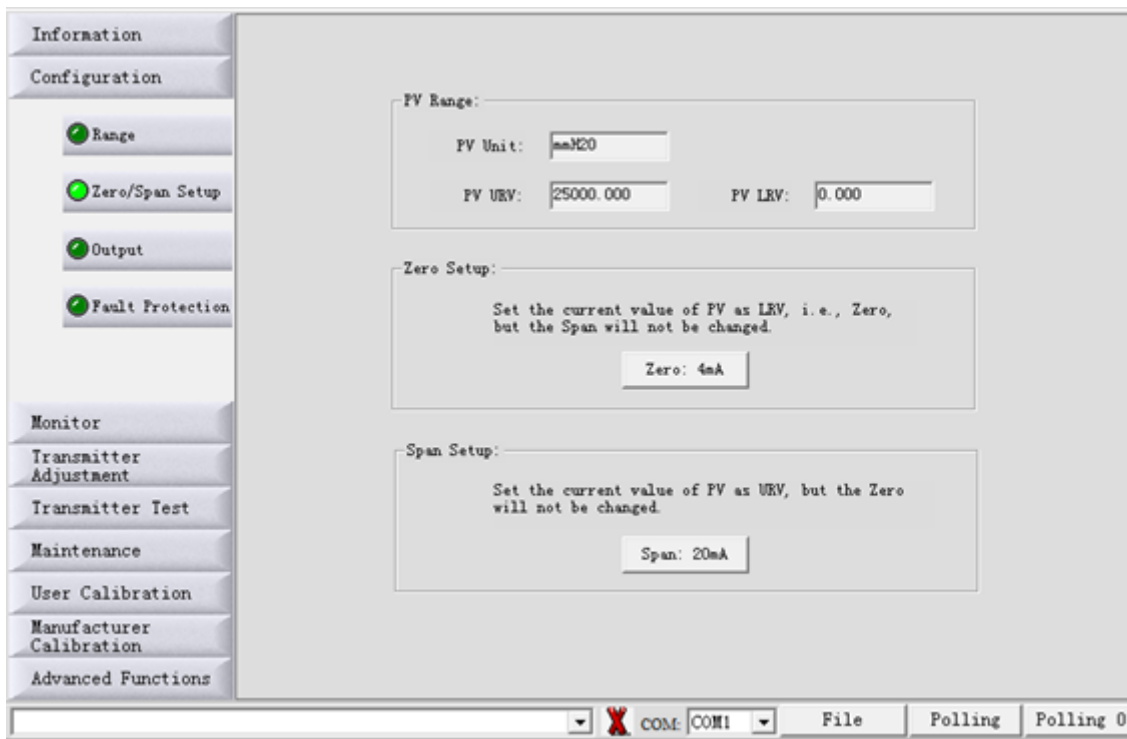 Information
Configuration
Range
Zero/Span Setup
Output
Fault Protection
Monitor
Transmitter
Adjustment
Transmitter Test
Maintenance
User Calibration
Manufacturer
Calibration
Advanced Functions
PV Range:
PV Unit: mmH2O
PV URV: 25000.000 PV LRV: 0.000
Zero Setup:
Set the current value of PV as LRV, i.e., Zero,
but the Span will not be changed.
Zero: 4mA
Span Setup:
Set the current value of PV as URV, but the Zero
will not be changed.
Span: 20mA
COM: COM1 File Polling Polling 0